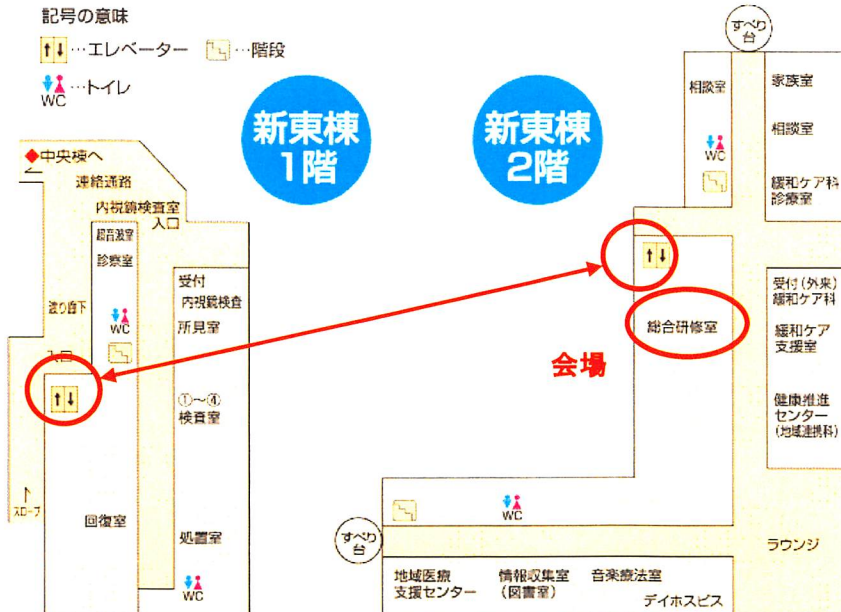 記号の意味
…エレベーター
…階段
WC
…トイレ
新東棟
1階
中央棟へ
連絡通路
内視鏡検査室
入口
超音波室
診察室
渡り廊下
WC
入口
受付
内視鏡検査
所見室
①～④
検査室
スロープ
回復室
処置室
WC
新東棟
2階
すべり
台
相談室
WC
家族室
相談室
緩和ケア科
診療室
総合研修室
会場
受付(外来)
緩和ケア科
緩和ケア
支援室
健康推進
センター
(地域連携科)
WC
すべり
台
ラウンジ
地域医療
支援センター
情報収集室
(図書室)
音楽療法室
デイホスピス